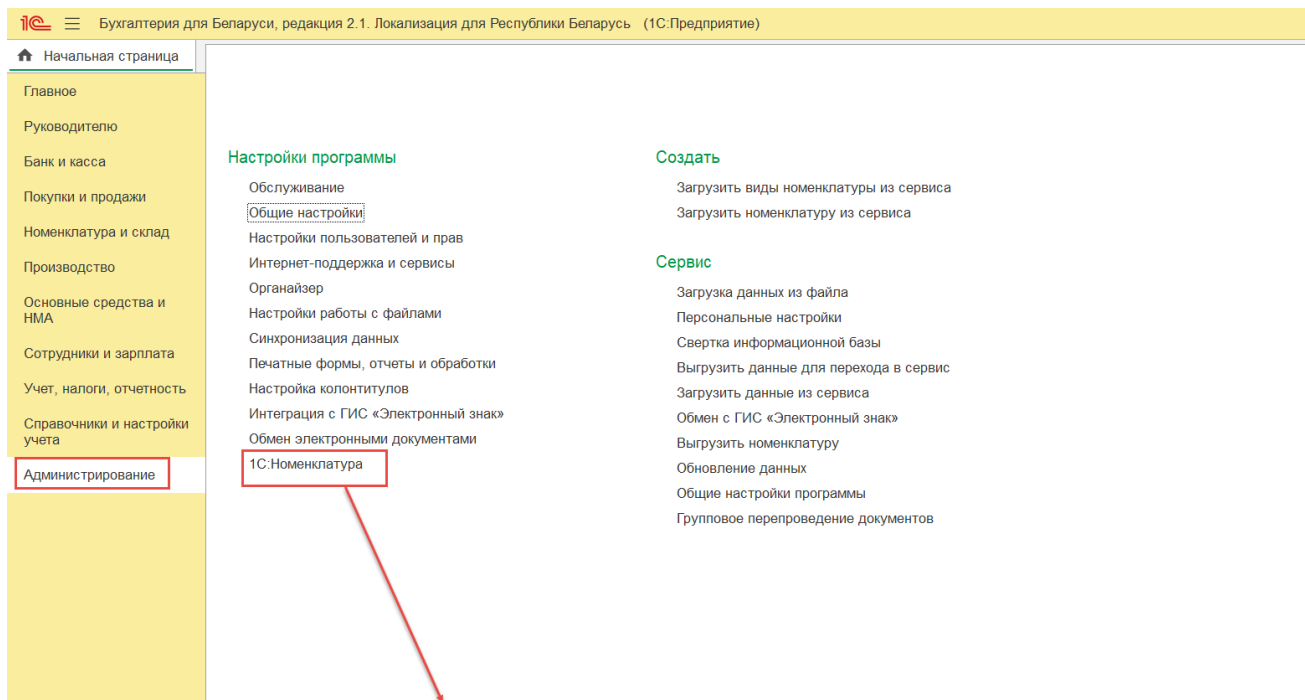 1С Бухгалтерия для Беларуси, редакция 2.1. Локализация для Республики Беларусь (1С:Предприятие)
Начальная страница
Главное
Руководителю
Банк и касса
Покупки и продажи
Номенклатура и склад
Производство
Основные средства и
НМА
Сотрудники и зарплата
Учет, налоги, отчетность
Справочники и настройки
учета
Администрирование
Настройки программы
Обслуживание
Общие настройки
Настройки пользователей и прав
Интернет-поддержка и сервисы
Органайзер
Настройки работы с файлами
Синхронизация данных
Печатные формы, отчеты и обработки
Настройка колонтитулов
Интеграция с ГИС «Электронный знак»
Обмен электронными документами
1С:Номенклатура
Создать
Загрузить виды номенклатуры из сервиса
Загрузить номенклатуру из сервиса
Сервис
Загрузка данных из файла
Персональные настройки
Свертка информационной базы
Выгрузить данные для перехода в сервис
Загрузить данные из сервиса
Обмен с ГИС «Электронный знак»
Выгрузить номенклатуру
Обновление данных
Общие настройки программы
Групповое перепроведение документов